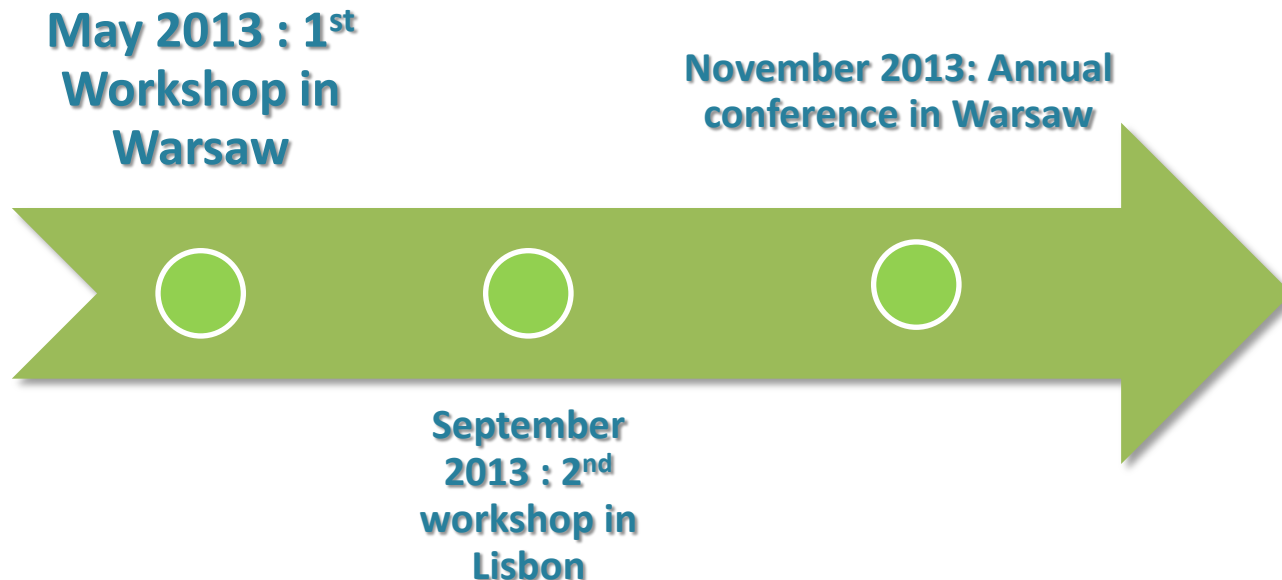 May 2013 : 1st
Workshop in
Warsaw
November 2013: Annual
conference in Warsaw
September
2013 : 2nd
workshop in
Lisbon